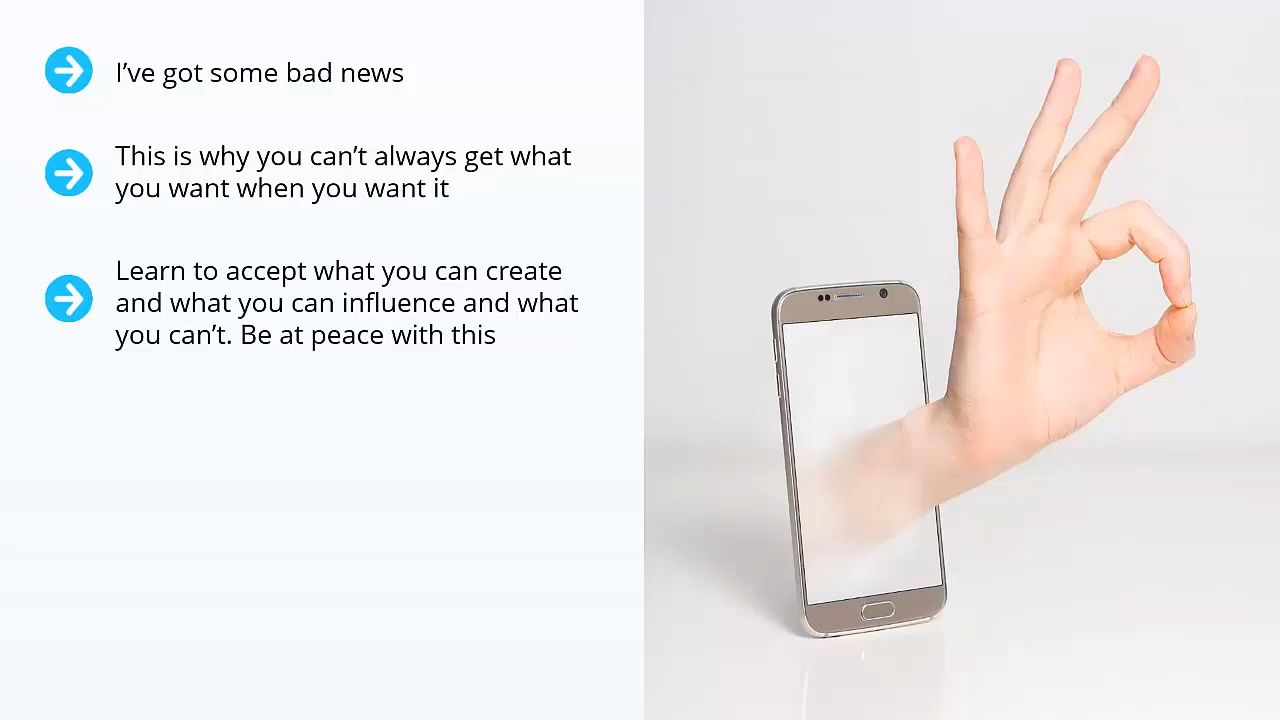 I’ve got some bad news
This is why you can’t always get what
you want when you want it
Learn to accept what you can create
and what you can influence and what
you can’t. Be at peace with this